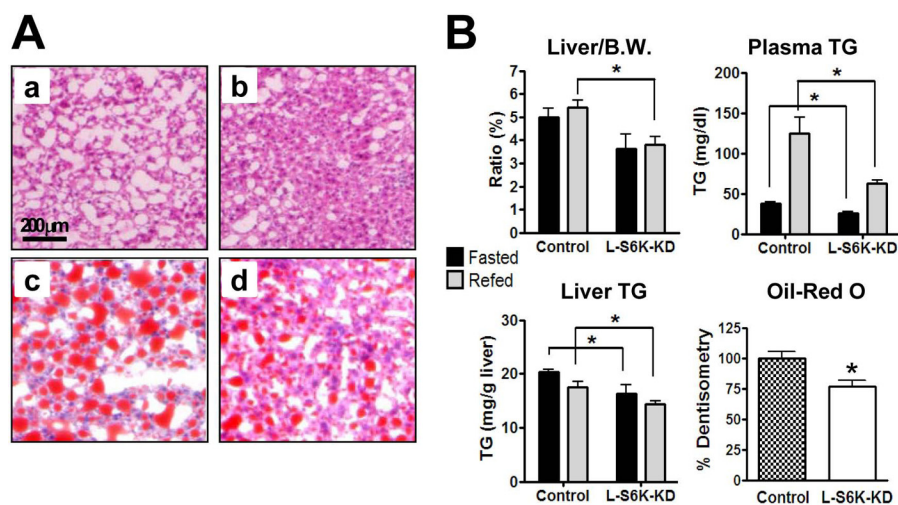 A
a
b
200µm
c
d
B
Liver/B.W.
Ratio (%)
6
5
4
3
2
1
0
Control
L-S6K-KD
Plasma TG
TG (mg/dl)
200
150
100
50
0
*
*
*
Control
L-S6K-KD
Fasted
Refed
Liver TG
TG (mg/g liver)
30
20
10
0
*
*
Control
L-S6K-KD
Oil-Red O
% Dentisometry
125
100
75
50
25
0
*
Control
L-S6K-KD